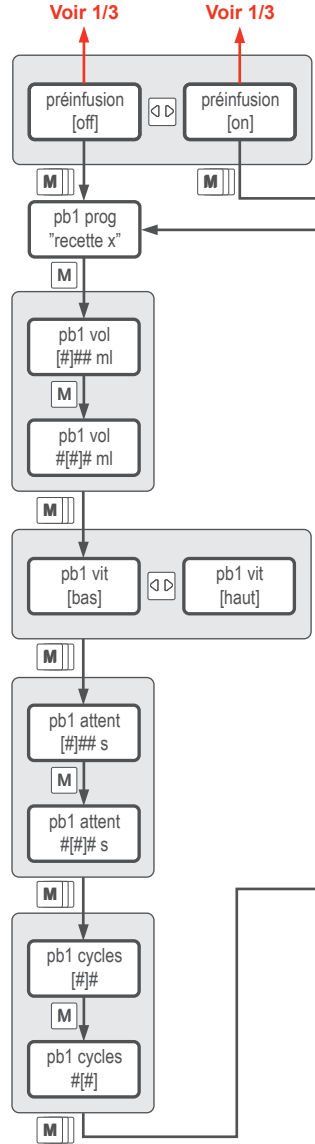 Voir 1/3
Voir 1/3
préinfusion
[off]
préinfusion
[on]
M
M
pb1 prog
”recette x”
M
pb1 vol
[#]## ml
M
pb1 vol
#[#]# ml
M
pb1 vit
[bas]
pb1 vit
[haut]
M
pb1 attent
[#]## s
M
pb1 attent
#[#]# s
M
pb1 cycles
[#]#
M
pb1 cycles
#[#]
M